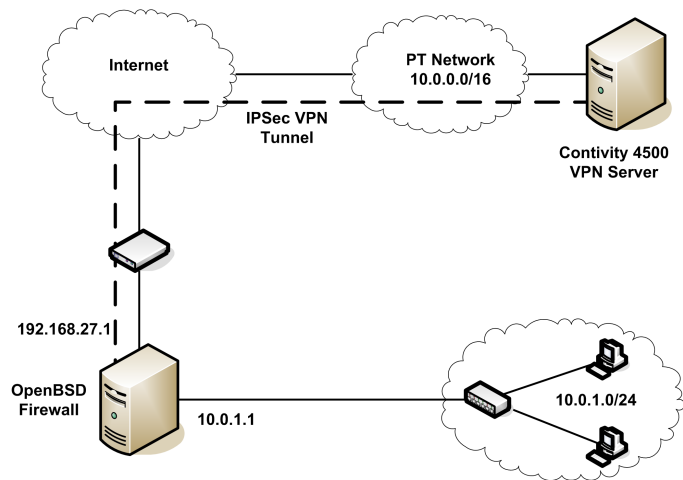 Internet
PT Network
10.0.0.0/16
IPSec VPN
Tunnel
Contivity 4500
VPN Server
192.168.27.1
OpenBSD
Firewall
10.0.1.1
10.0.1.0/24